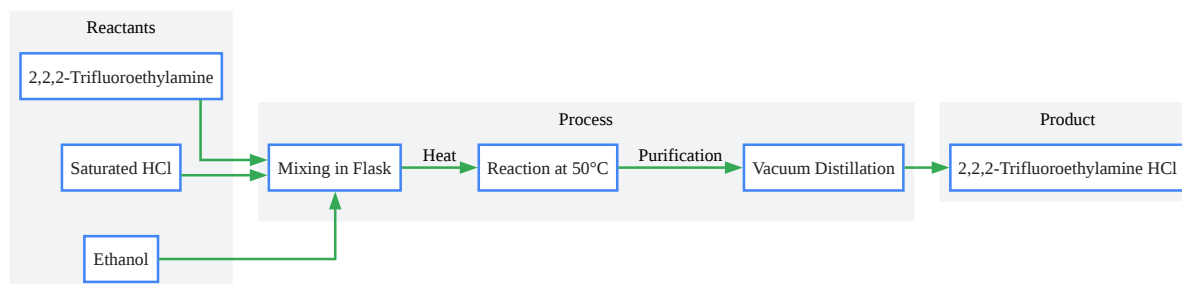 Reactants
2,2,2-Trifluoroethylamine
Saturated HCl
Ethanol
Process
Mixing in Flask
Heat
Reaction at 50°C
Purification
Vacuum Distillation
Product
2,2,2-Trifluoroethylamine HCl